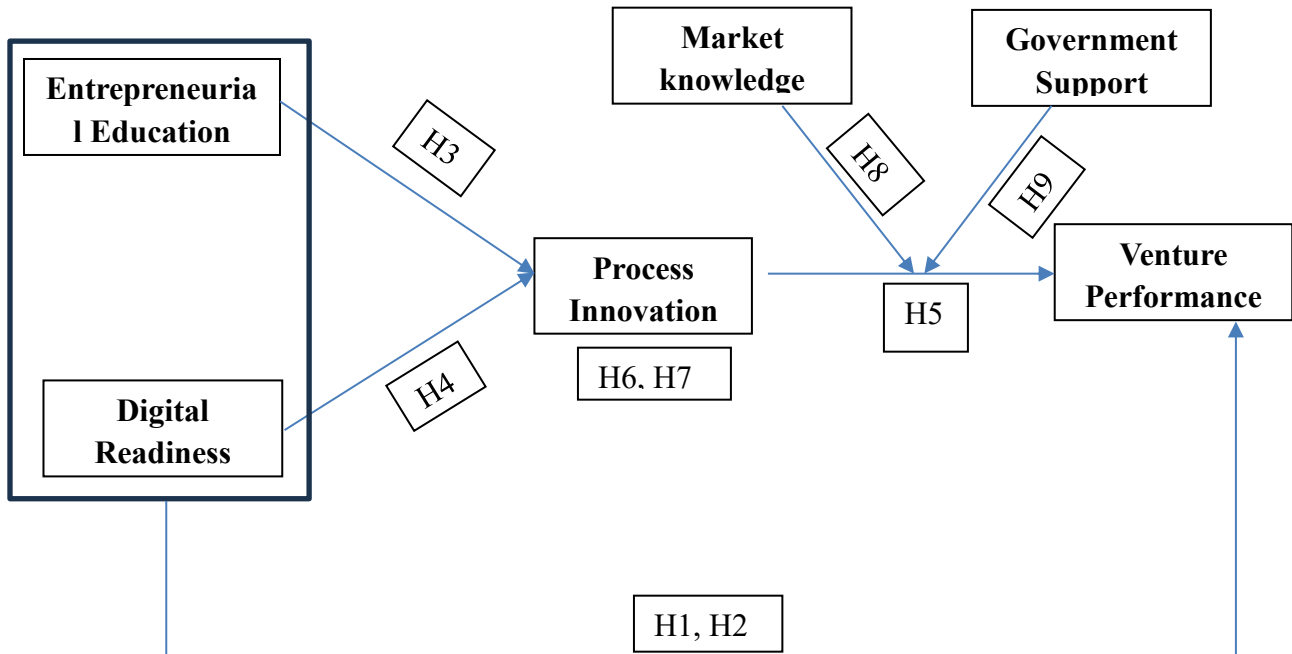 Market
knowledge
Government
Support
Entrepreneuria
l Education
H3
H8
H9
Process
Innovation
Venture
Performance
H5
H6, H7
H4
Digital
Readiness
H1, H2